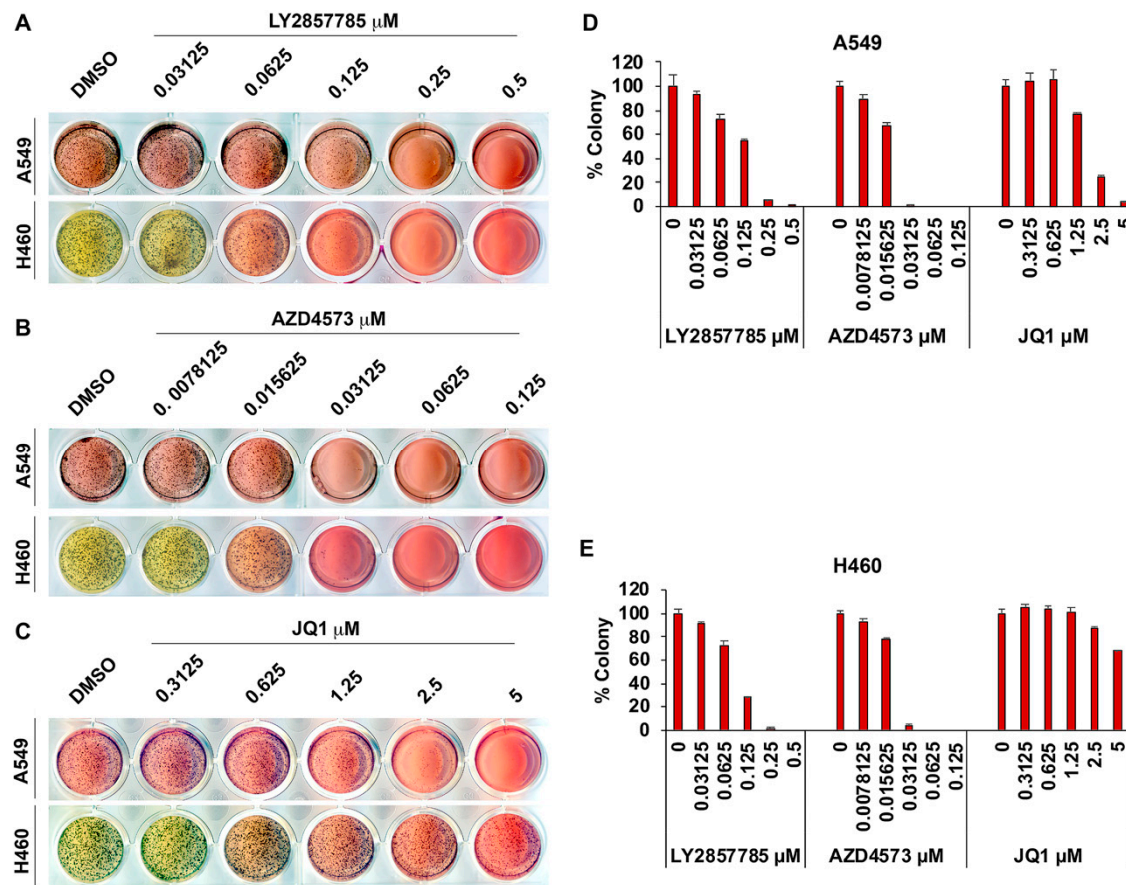 A
LY2857785 µM
DMSO
0.03125
0.0625
0.125
0.25
0.5
A549
H460
B
AZD4573 µM
DMSO
0. 0078125
0.015625
0.03125
0.0625
0.125
A549
H460
C
JQ1 µM
DMSO
0.3125
0.625
1.25
2.5
5
A549
H460
D
A549
% Colony
120
100
80
60
40
20
0
0
0.03125
0.0625
0.125
0.25
0.5
0
0.0078125
0.015625
0.03125
0.0625
0.125
0
0.3125
0.625
1.25
2.5
5
LY2857785 µM
AZD4573 µM
JQ1 µM
E
H460
% Colony
120
100
80
60
40
20
0
0
0.03125
0.0625
0.125
0.25
0.5
0
0.0078125
0.015625
0.03125
0.0625
0.125
0
0.3125
0.625
1.25
2.5
5
LY2857785 µM
AZD4573 µM
JQ1 µM